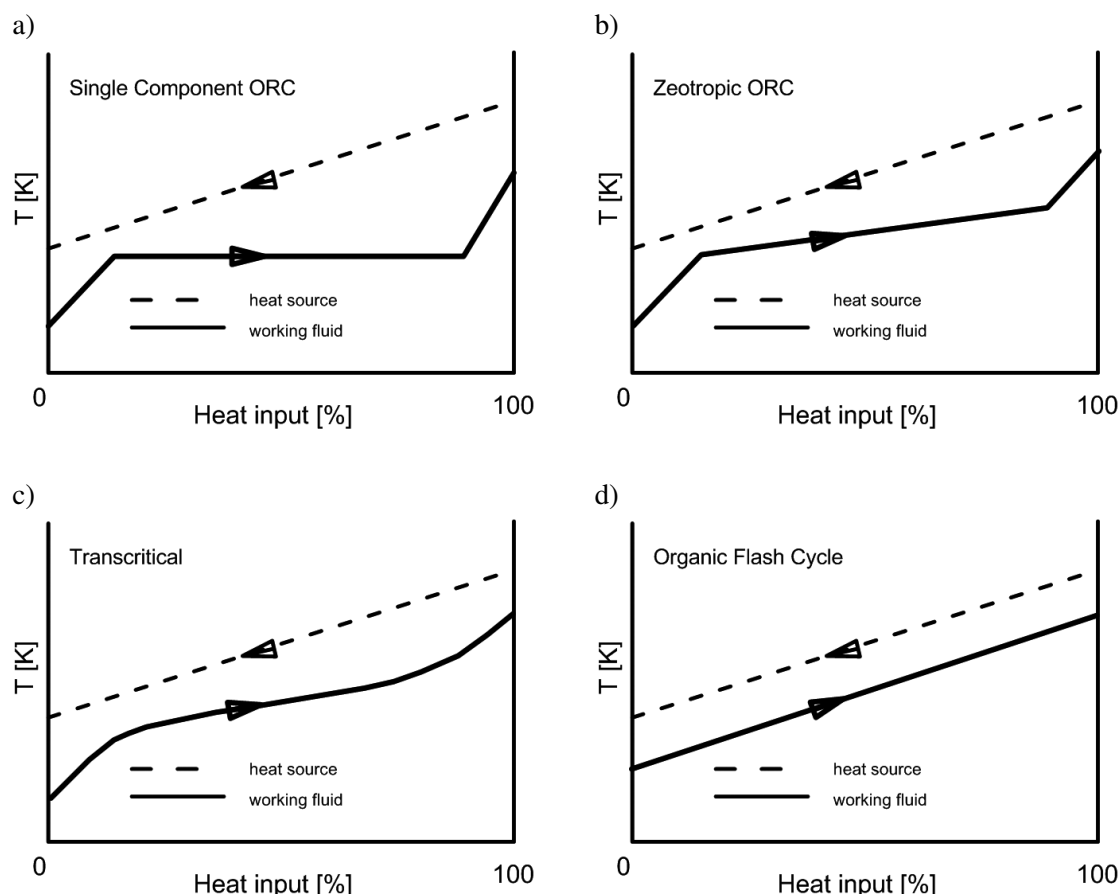 a)
Single Component ORC
T [K]
heat source
working fluid
0
100
Heat input [%]
b)
Zeotropic ORC
T [K]
heat source
working fluid
0
100
Heat input [%]
c)
Transcritical
T [K]
heat source
working fluid
0
100
Heat input [%]
d)
Organic Flash Cycle
T [K]
heat source
working fluid
0
100
Heat input [%]